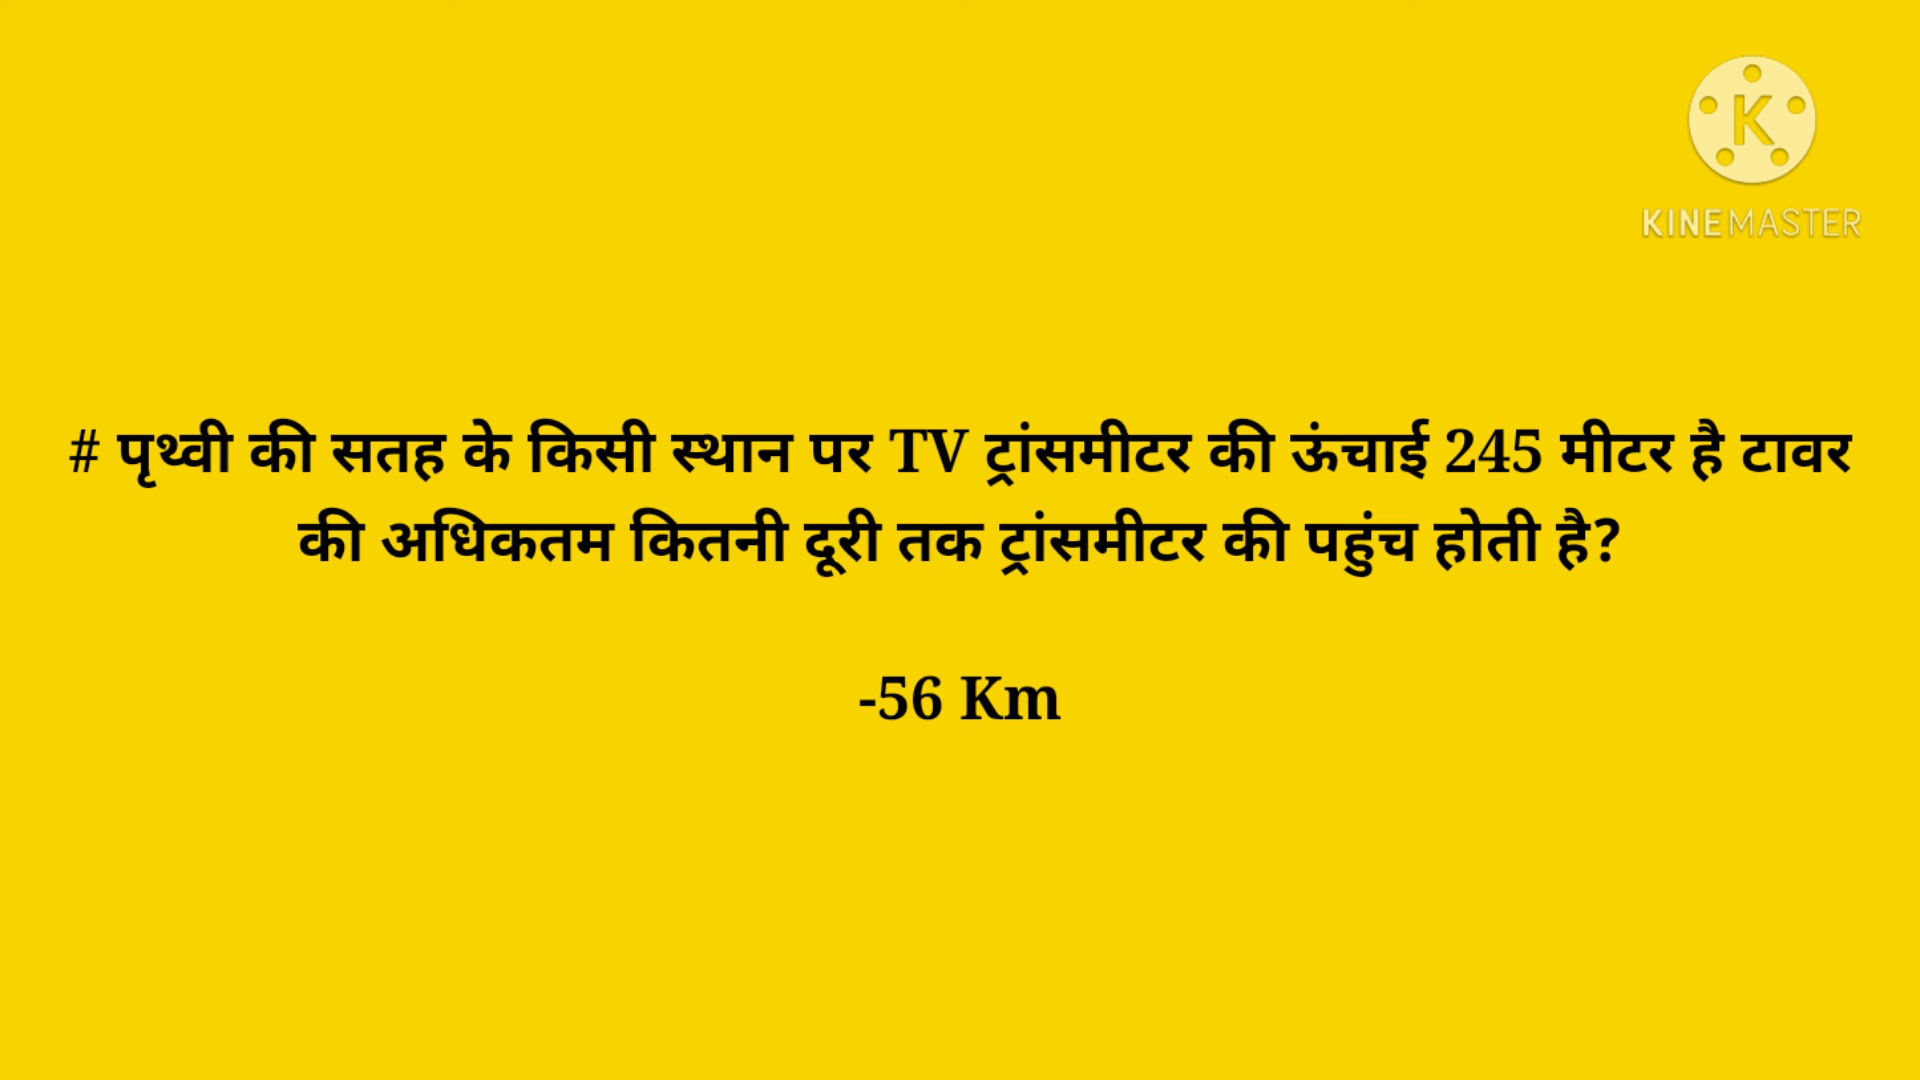 K
KINEMASTER
# पृथ्वी की सतह के किसी स्थान पर TV ट्रांसमीटर की ऊंचाई 245 मीटर है टावर
की अधिकतम कितनी दूरी तक ट्रांसमीटर की पहुंच होती है?
-56 Km